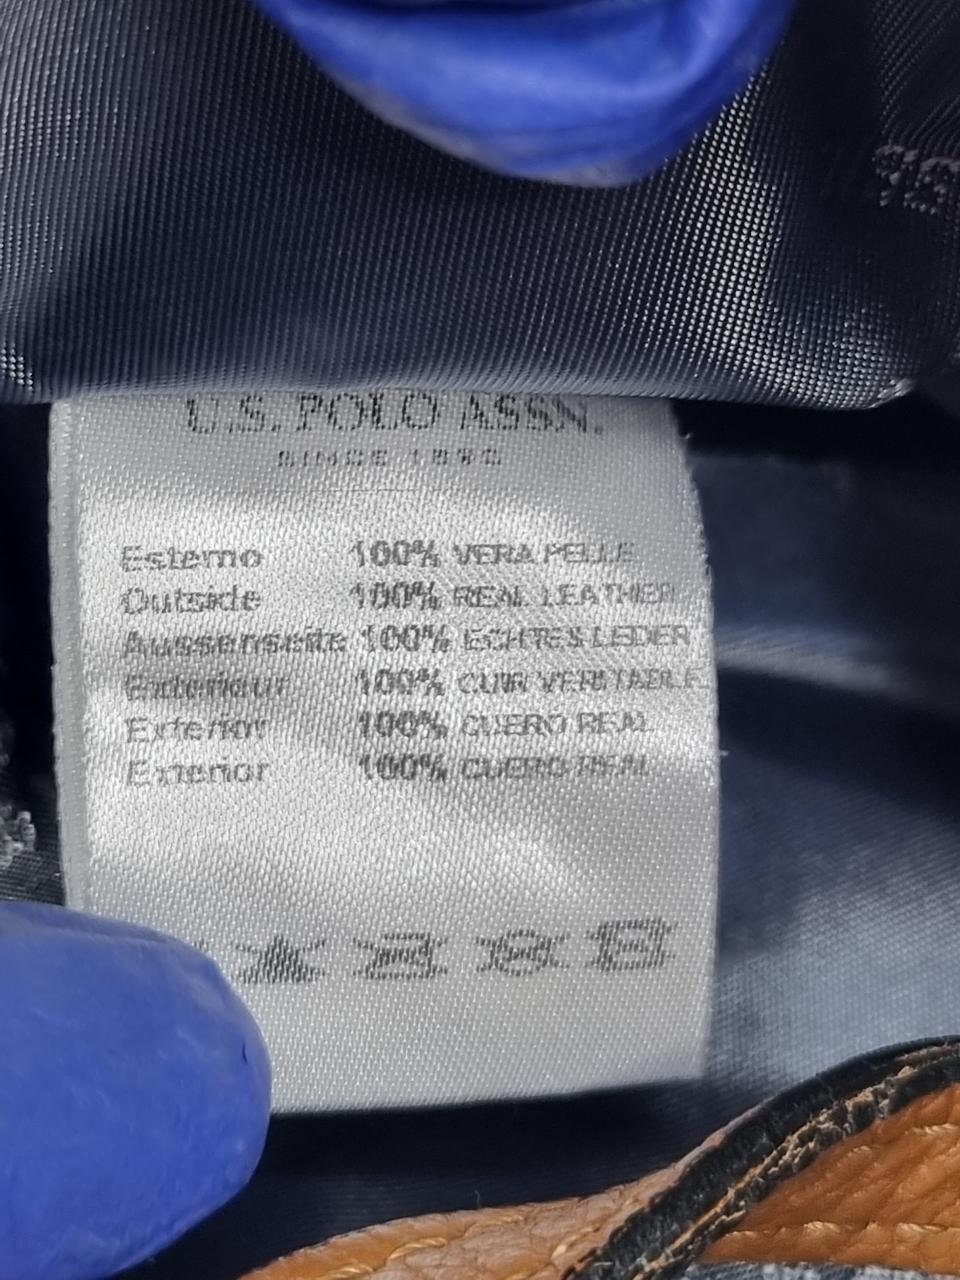 U.S. POLO ASSN.
SINCE 1890
Esterno 100% VERA PELLE
Outside 100% REAL LEATHER
Aussenseite 100% ECHTES LEDER
Exterieur 100% CUIR VERITABLE
Exterior 100% CUERO REAL
Exterior 100% CUERO REAL